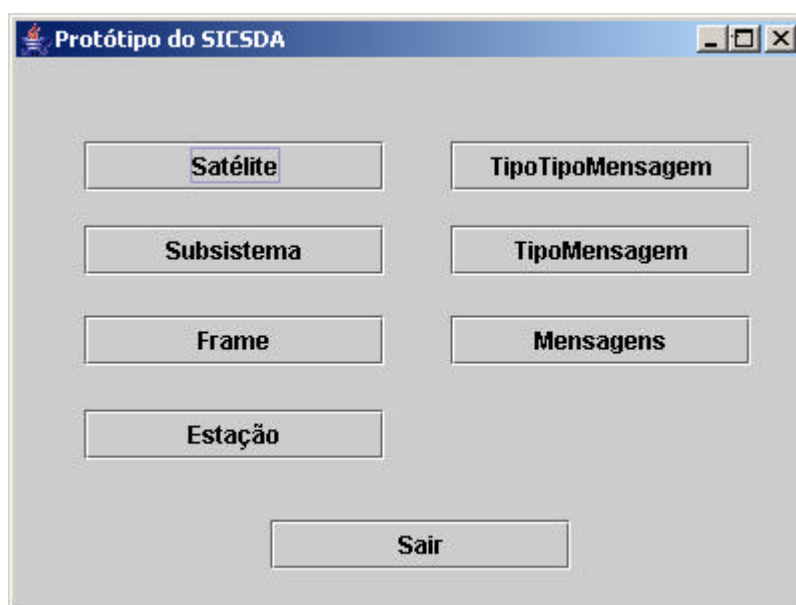 Protótipo do SICSDA
Satélite
TipoTipoMensagem
Subsistema
TipoMensagem
Frame
Mensagens
Estação
Sair